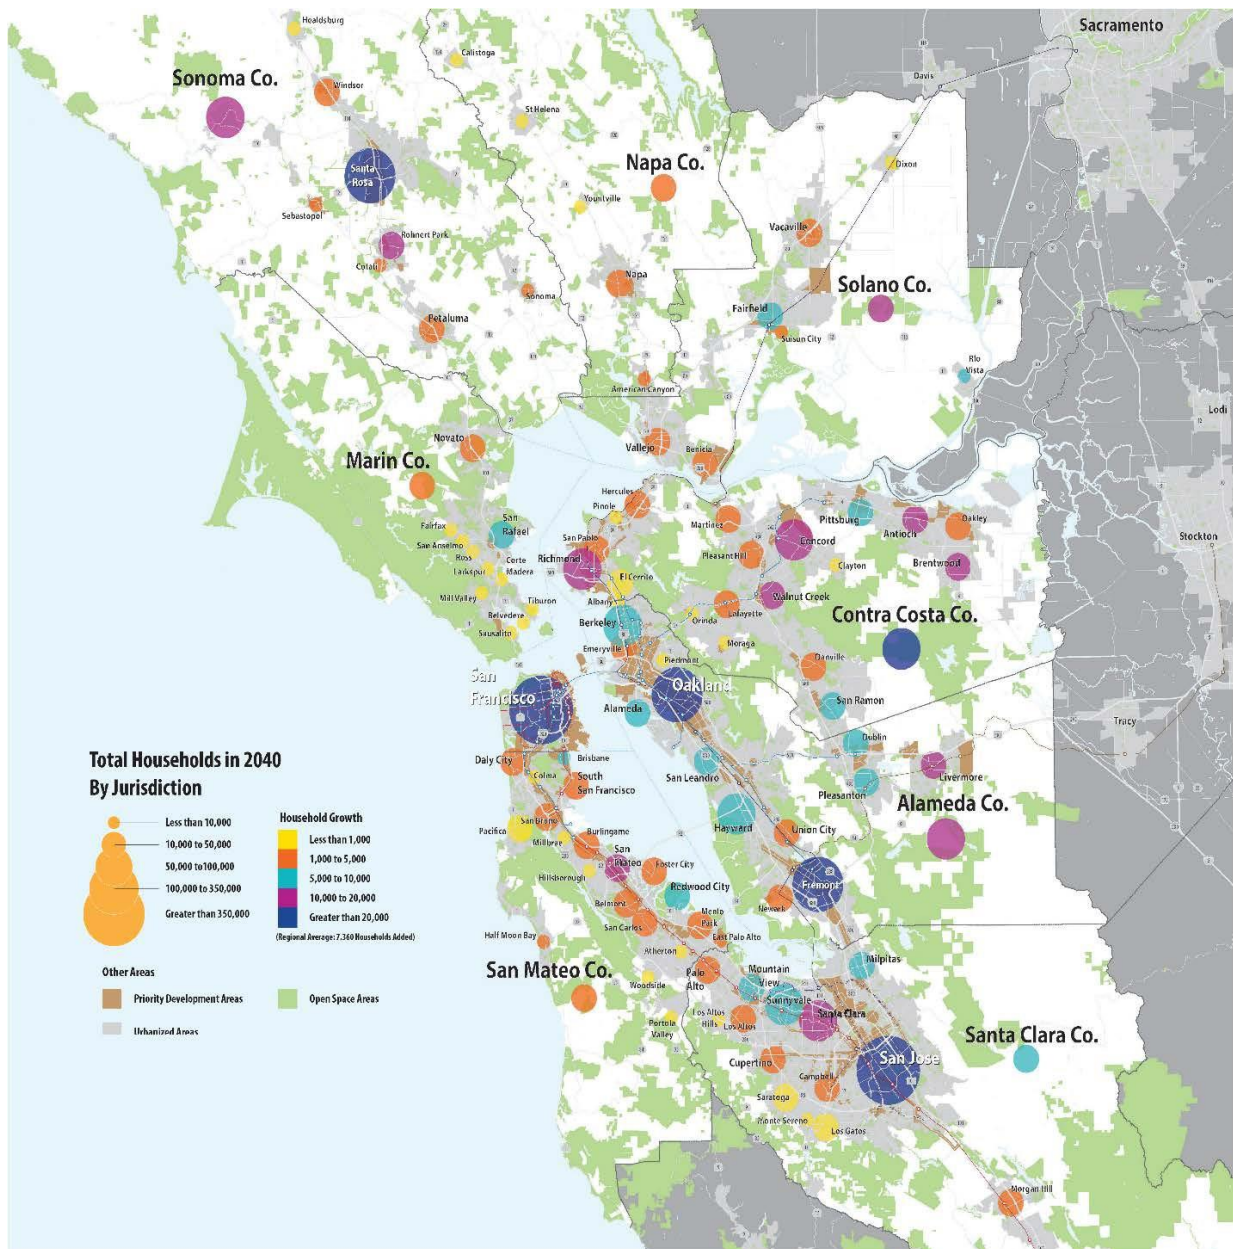 Sacramento
Healdsburg
Calistoga
Davis
Sonoma Co.
Windsor
St Helena
Napa Co.
Dixon
Santa
Rosa
Yountville
Sebastopol
Vacaville
Rohnert Park
Cotati
Napa
Solano Co.
Sonoma
Fairfield
Petaluma
Suisun City
Rio
Vista
American Canyon
Lodi
Novato
Vallejo
Benicia
Marin Co.
Hercules
Pinole
Martinez
Pittsburg
Antioch
Oakley
Fairfax
San
Rafael
San Pablo
Concord
Stockton
San Anselmo
Ross
Richmond
Pleasant Hill
Clayton
Brentwood
Larkspur
Corte
Madera
El Cerrito
Mill Valley
Albany
Walnut Creek
Tiburon
Lafayette
Belvedere
Berkeley
Orinda
Contra Costa Co.
Sausalito
Emeryville
Moraga
Piedmont
Danville
San
Francisco
Oakland
Alameda
San Ramon
Tracy
Dublin
Daly City
Brisbane
San Leandro
Livermore
Colma
South
San Francisco
Pleasanton
Alameda Co.
Pacifica
San Bruno
Hayward
Millbrae
Burlingame
Union City
San
Mateo
Foster City
Hillsborough
Redwood City
Fremont
Belmont
Newark
San Carlos
Menlo
Park
East Palo Alto
Half Moon Bay
Atherton
San Mateo Co.
Palo
Alto
Mountain
View
Milpitas
Woodside
Sunnyvale
Los Altos
Hills
Los Altos
Santa Clara
Portola
Valley
Santa Clara Co.
Cupertino
San Jose
Campbell
Saratoga
Monte Sereno
Los Gatos
Morgan Hill
Total Households in 2040
By Jurisdiction
Less than 10,000
10,000 to 50,000
50,000 to100,000
100,000 to 350,000
Greater than 350,000
Household Growth
Less than 1,000
1,000 to 5,000
5,000 to 10,000
10,000 to 20,000
Greater than 20,000
(Regional Average: 7.360 Households Added)
Other Areas
Priority Development Areas
Open Space Areas
Urbanized Areas